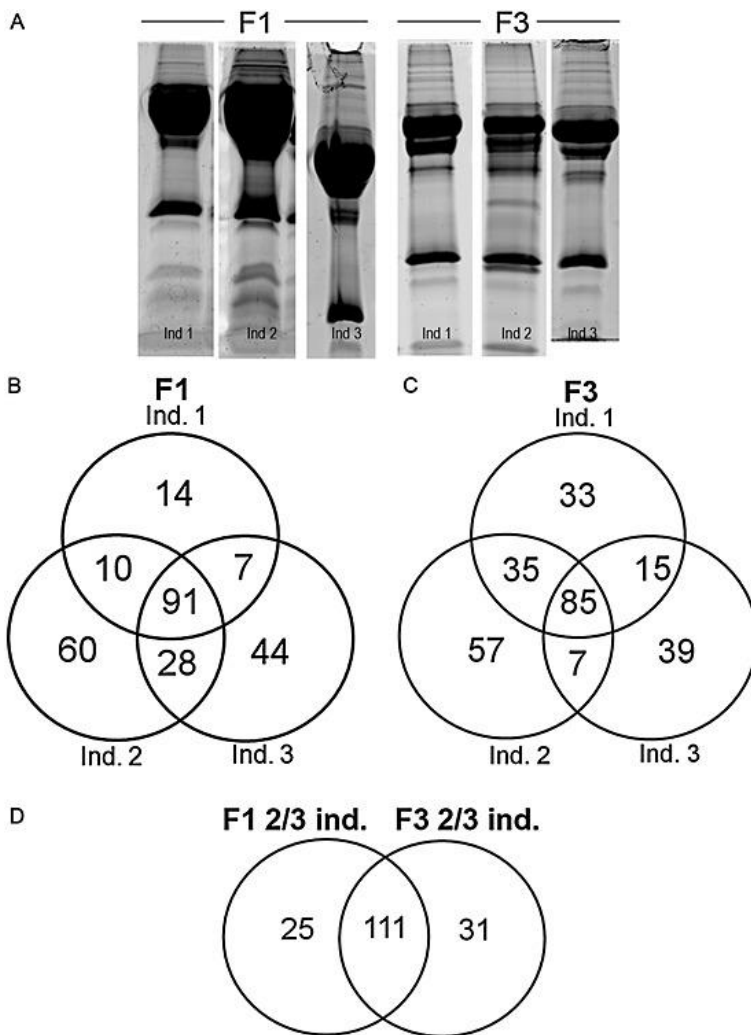 A
F1
F3
Ind 1
Ind 2
Ind 3
Ind 1
Ind 2
Ind 3
B
F1
Ind. 1
14
10
7
91
60
28
44
Ind. 2
Ind. 3
C
F3
Ind. 1
33
35
15
85
57
7
39
Ind. 2
Ind. 3
D
F1 2/3 ind.
F3 2/3 ind.
25
111
31